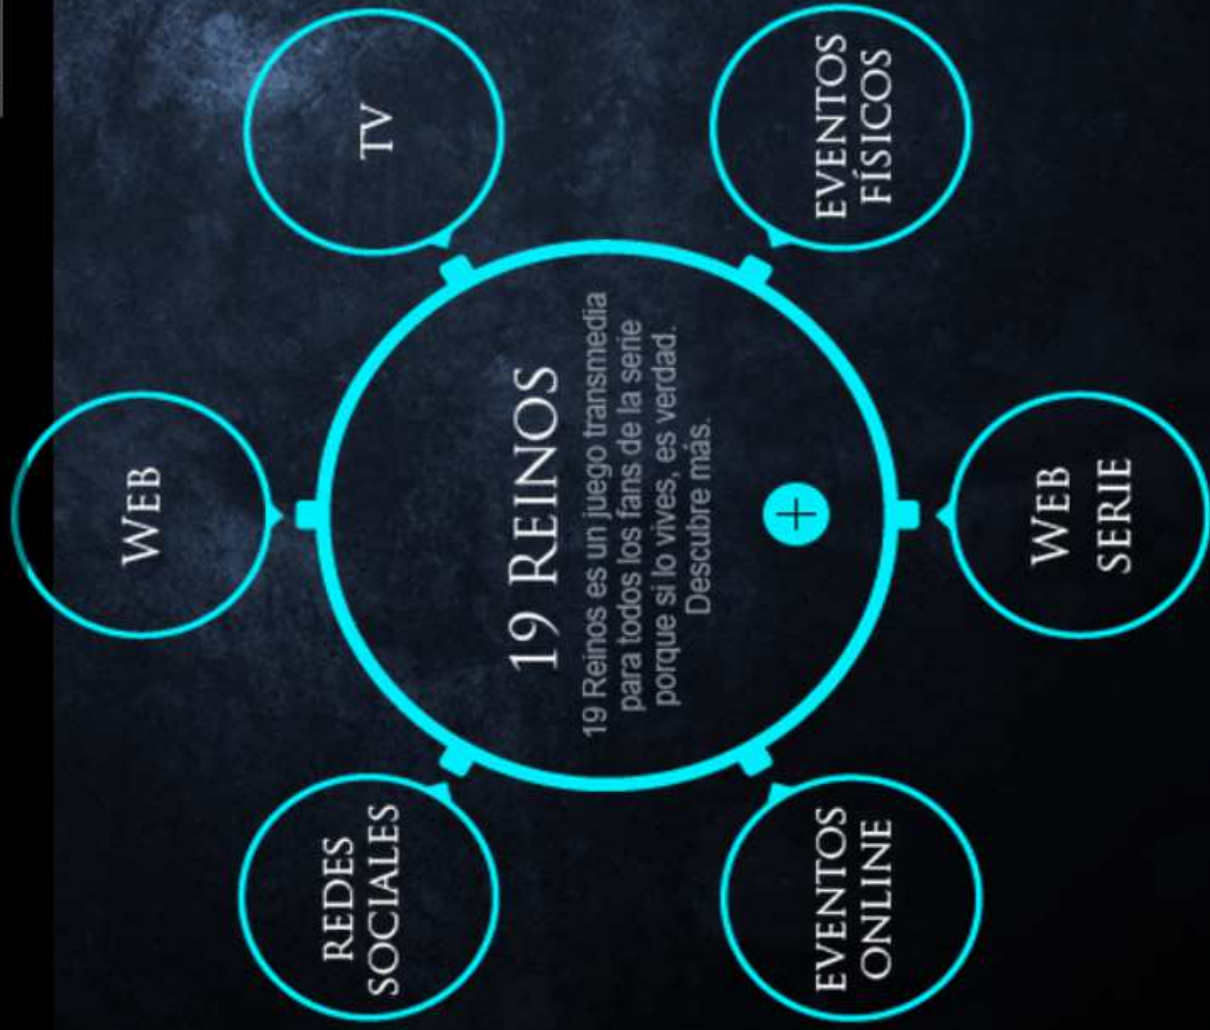 WEB
REDES
SOCIALES
TV
19 REINOS
19 Reinos es un juego transmedia
para todos los fans de la serie
porque si lo vives, es verdad.
Descubre más.
+
EVENTOS
ONLINE
EVENTOS
FÍSICOS
WEB
SERIE